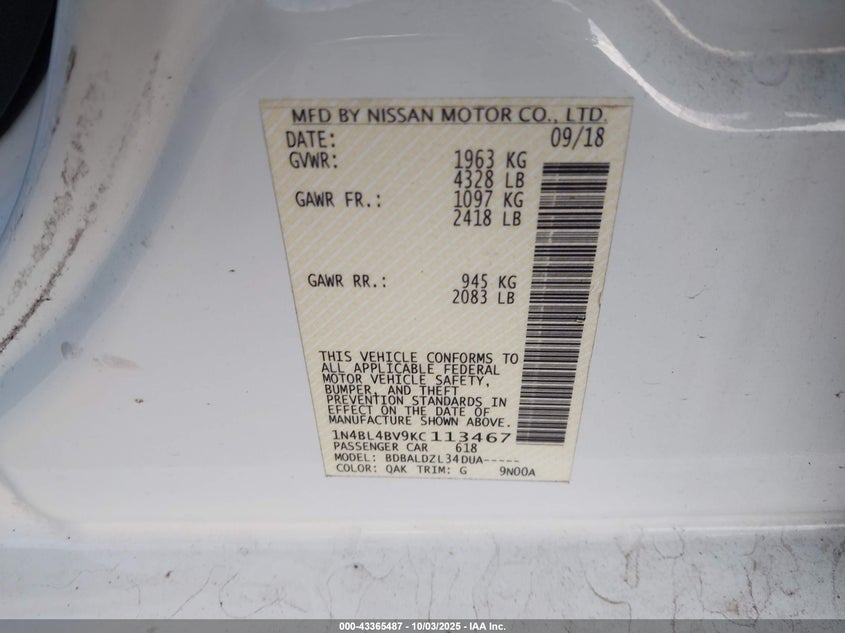 MFD BY NISSAN MOTOR CO., LTD.
DATE: 09/18
GVWR: 1963 KG
4328 LB
GAWR FR.: 1097 KG
2418 LB
GAWR RR.: 945 KG
2083 LB
THIS VEHICLE CONFORMS TO
ALL APPLICABLE FEDERAL
MOTOR VEHICLE SAFETY,
BUMPER, AND THEFT
PREVENTION STANDARDS IN
EFFECT ON THE DATE OF
MANUFACTURE SHOWN ABOVE.
1N4BL4BV9KC113467
PASSENGER CAR 618
MODEL: BDBALDZL34DUA-----
COLOR: QAK TRIM: G 9N00A
000-43365487 - 10/03/2025 - IAA Inc.